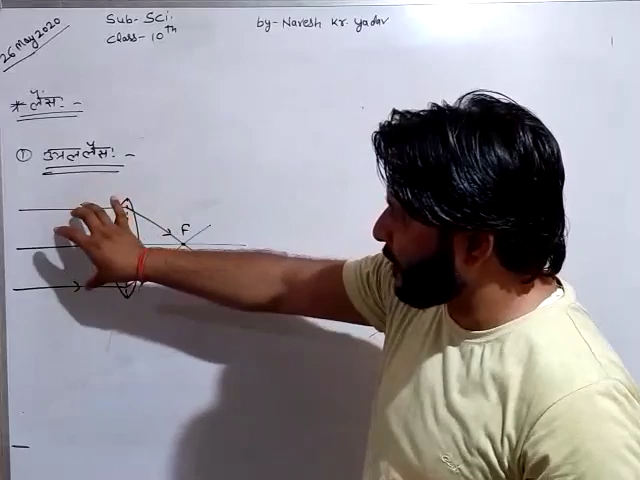 26 May 2020
Sub- Sci.
Class- 10th
by- Naresh Kr. Yadav
* लेंस: -
① उत्तल लेंस: -
F